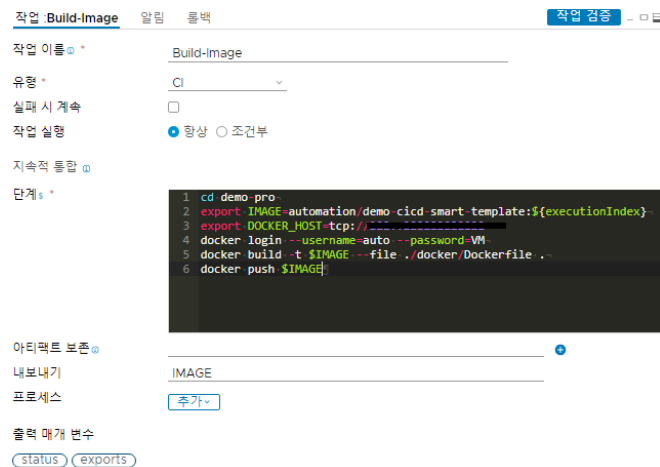 작업 :Build-Image 알림 롤백 작업 검증
작업 이름 *
Build-Image
유형 *
CI
실패 시 계속
작업 실행
항상 조건부
지속적 통합
단계 *
1 cd demo-pro
2 export IMAGE=automation/demo-cicd-smart-template:${executionIndex}
3 export DOCKER_HOST=tcp://
4 docker login --username=auto --password=VM
5 docker build -t $IMAGE --file ./docker/Dockerfile .
6 docker push $IMAGE
아티팩트 보존
내보내기
IMAGE
프로세스
추가
출력 매개 변수
status exports